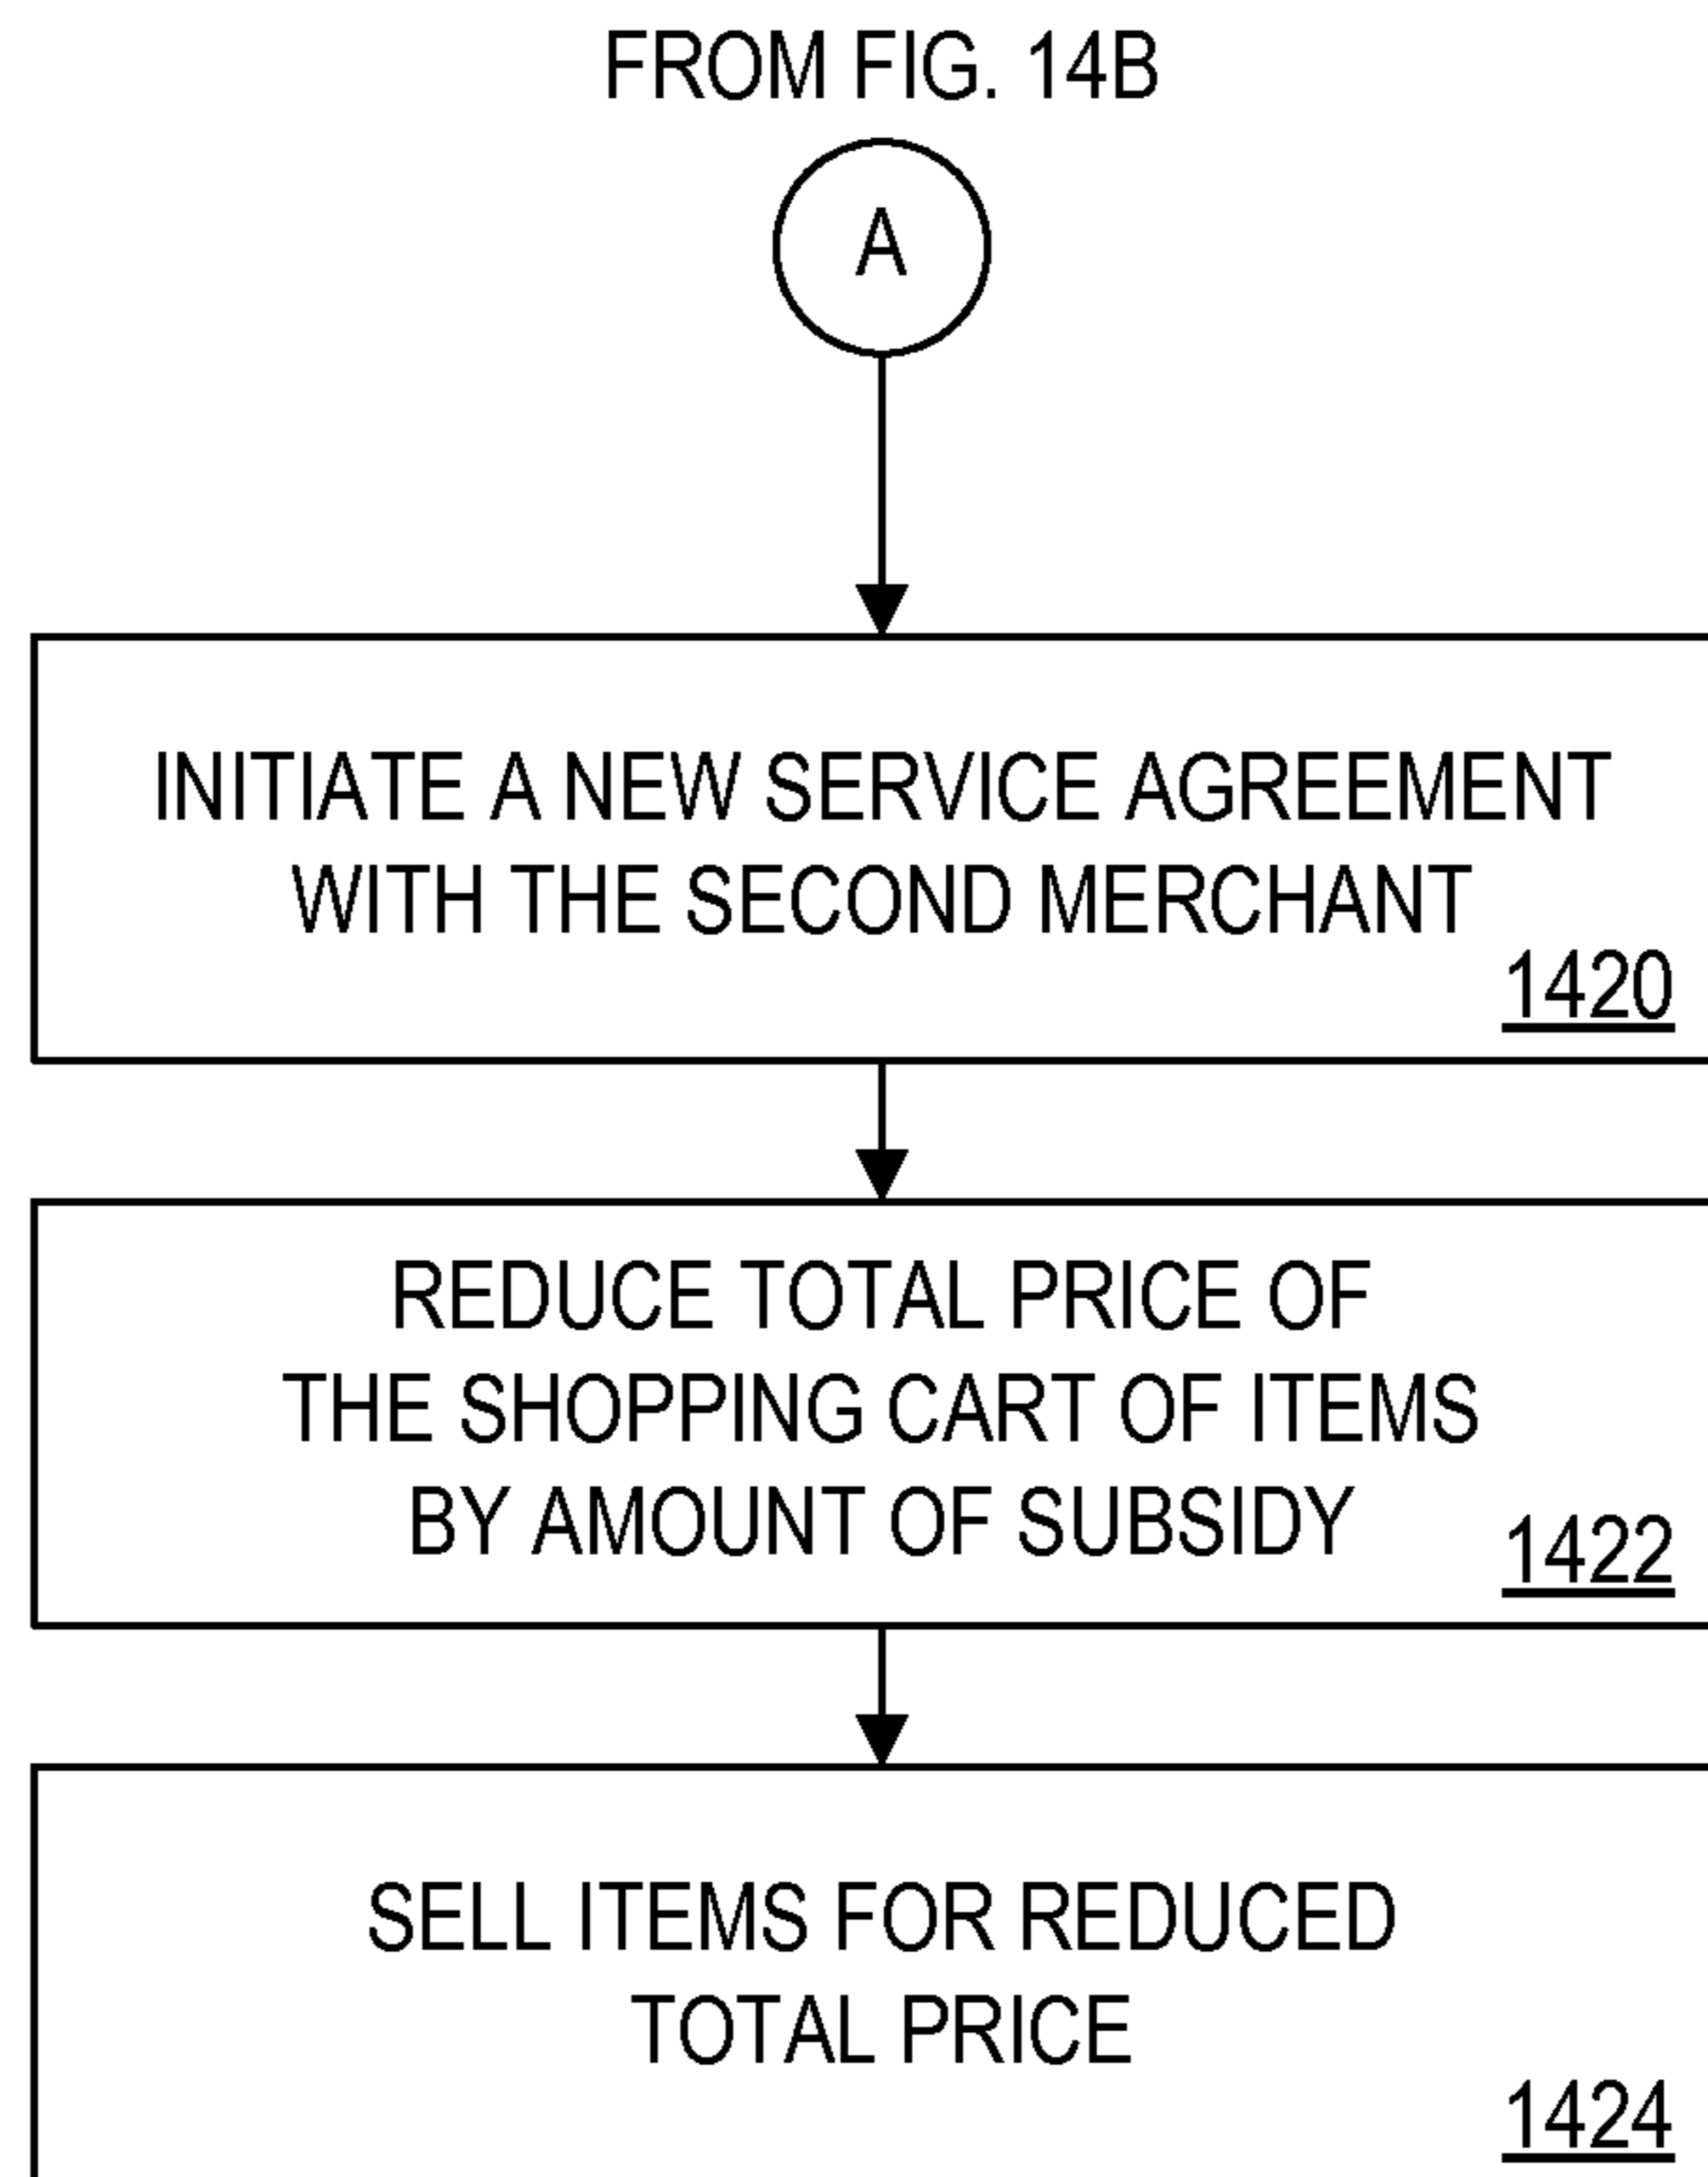 FROM FIG. 14B
A
INITIATE A NEW SERVICE AGREEMENT
WITH THE SECOND MERCHANT
1420
REDUCE TOTAL PRICE OF
THE SHOPPING CART OF ITEMS
BY AMOUNT OF SUBSIDY
1422
SELL ITEMS FOR REDUCED
TOTAL PRICE
1424